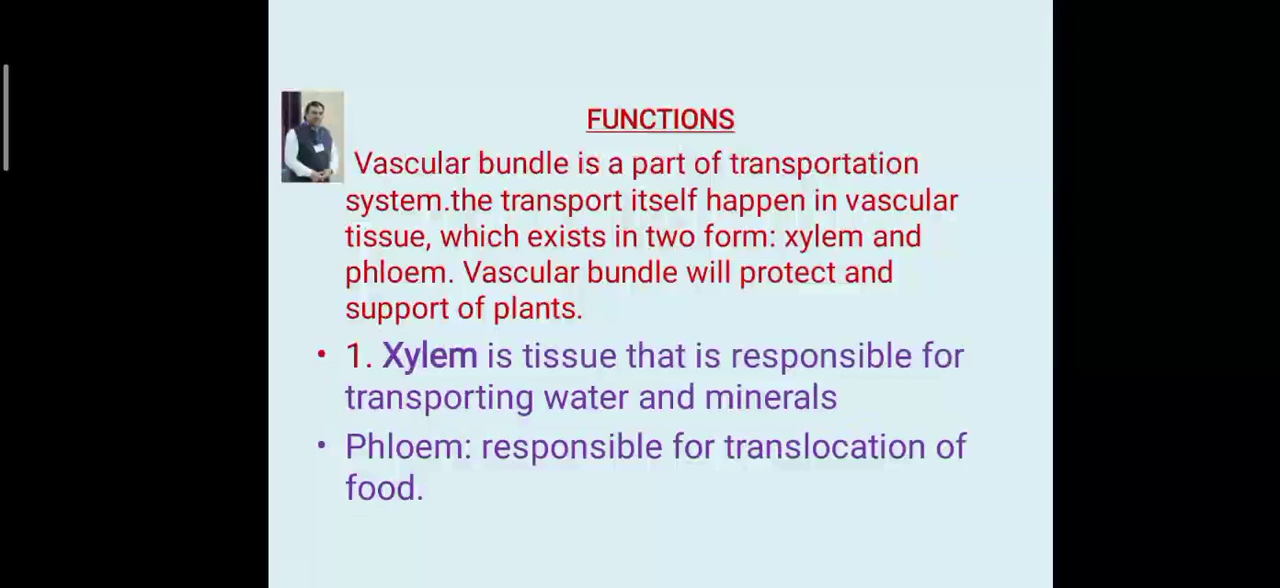 FUNCTIONS
Vascular bundle is a part of transportation
system.the transport itself happen in vascular
tissue, which exists in two form: xylem and
phloem. Vascular bundle will protect and
support of plants.
• 1. Xylem is tissue that is responsible for
transporting water and minerals
• Phloem: responsible for translocation of
food.